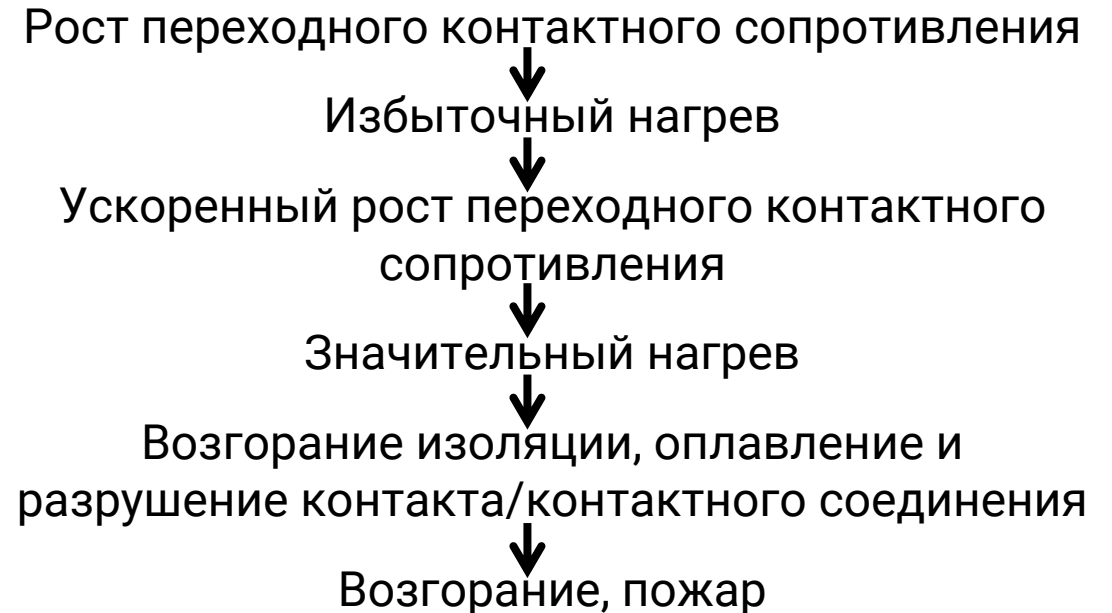 Рост переходного контактного сопротивления
Избыточный нагрев
Ускоренный рост переходного контактного
сопротивления
Значительный нагрев
Возгорание изоляции, оплавление и
разрушение контакта/контактного соединения
Возгорание, пожар